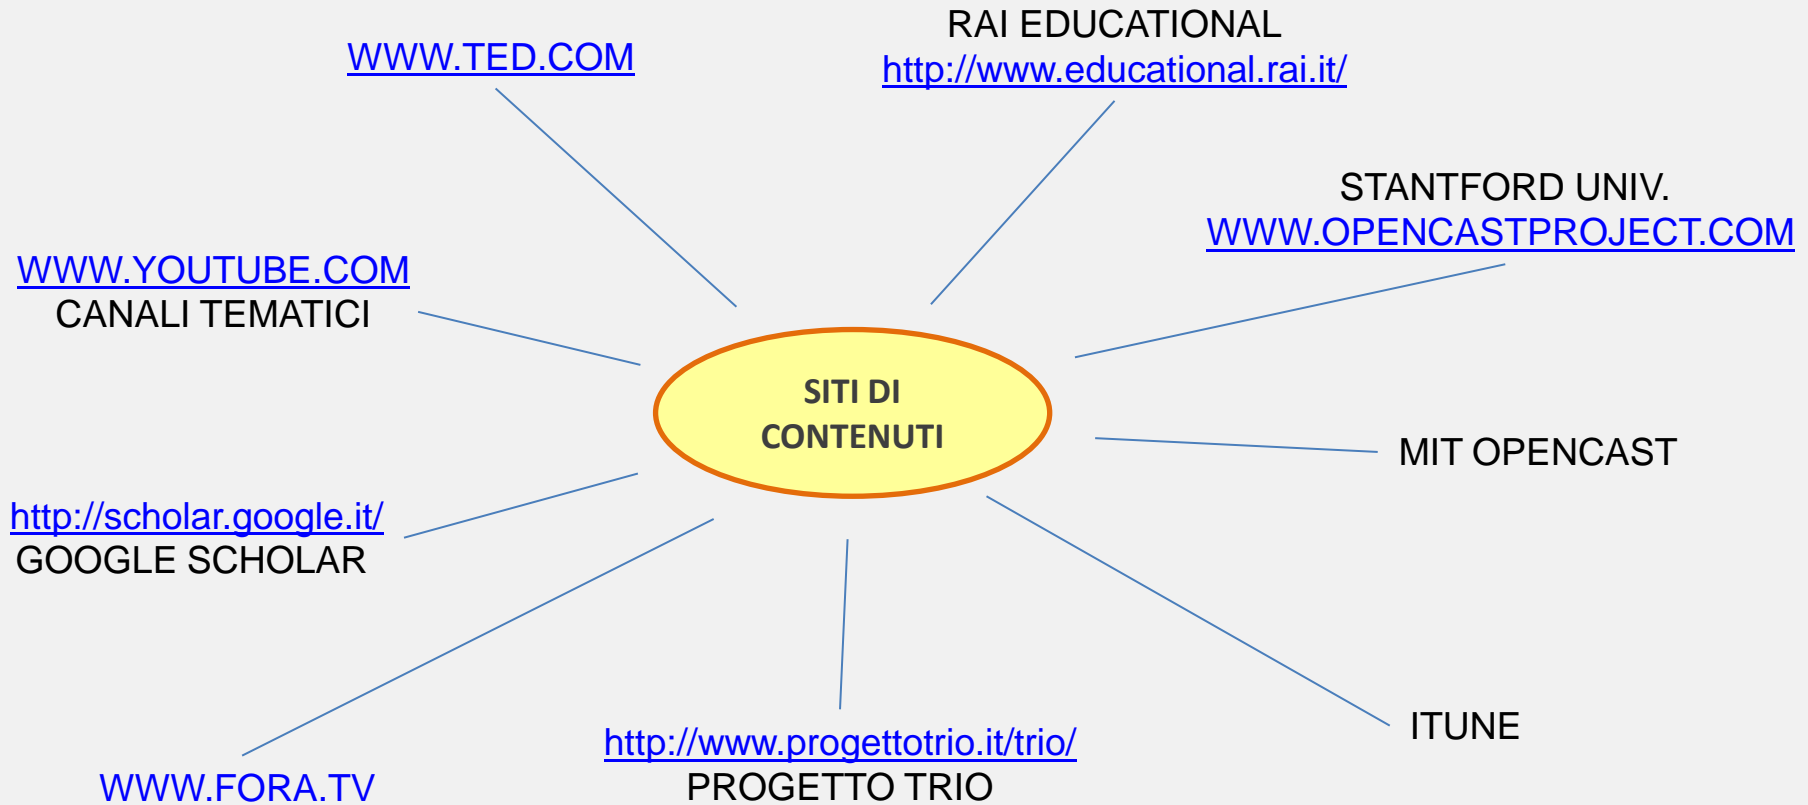 RAI EDUCATIONAL
http://www.educational.rai.it/
WWW.TED.COM
STANTFORD UNIV.
WWW.OPENCASTPROJECT.COM
WWW.YOUTUBE.COM
CANALI TEMATICI
SITI DI
CONTENUTI
MIT OPENCAST
http://scholar.google.it/
GOOGLE SCHOLAR
ITUNE
http://www.progettotrio.it/trio/
PROGETTO TRIO
WWW.FORA.TV